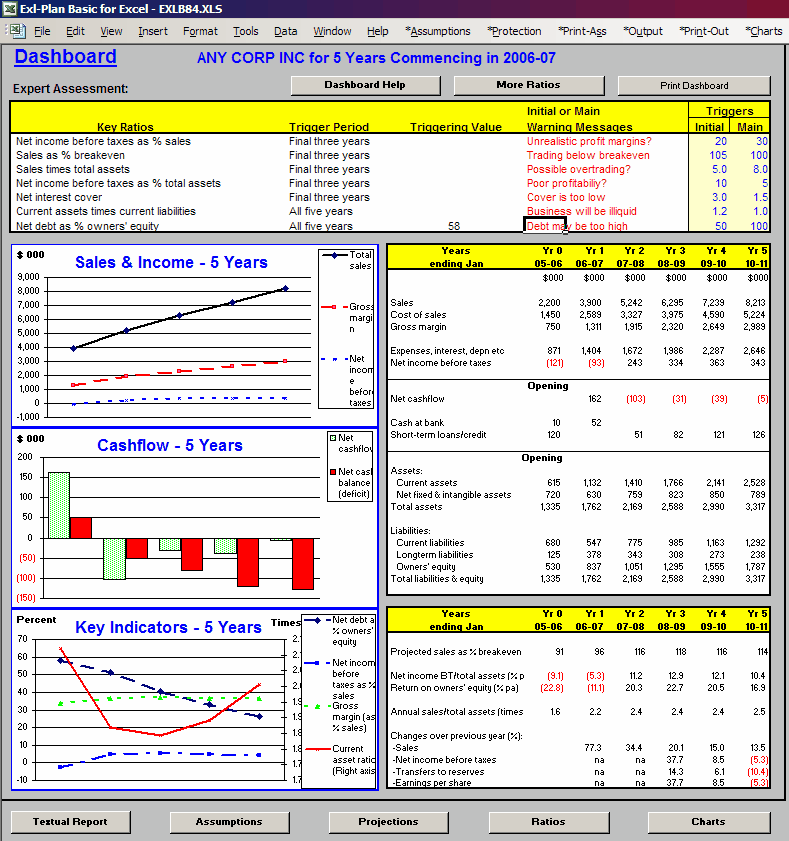 Exl-Plan Basic for Excel - EXLB84.XLS
File Edit View Insert Format Tools Data Window Help *Assumptions *Protection *Print-Ass *Output *Print-Out *Charts
Dashboard ANY CORP INC for 5 Years Commencing in 2006-07
Expert Assessment: Dashboard Help More Ratios Print Dashboard
Initial or Main Triggers
Key Ratios Trigger Period Triggering Value Warning Messages Initial Main
Net income before taxes as % sales Final three years Unrealistic profit margins? 20 30
Sales as % breakeven Final three years Trading below breakeven 105 100
Sales times total assets Final three years Possible overtrading? 5.0 8.0
Net income before taxes as % total assets Final three years Poor profitabiliy? 10 5
Net interest cover Final three years Cover is too low 3.0 1.5
Current assets times current liabilities All five years Business will be illiquid 1.2 1.0
Net debt as % owners' equity All five years 58 Debt may be too high 50 100
$ 000
Sales & Income - 5 Years
9,000
8,000
7,000
6,000
5,000
4,000
3,000
2,000
1,000
0
-1,000
Total
sales
Gross
margi
n
Net
incom
e
before
taxes
$ 000
Cashflow - 5 Years
200
150
100
50
0
(50)
(100)
(150)
Net
cashflow
Net cash
balance
(deficit)
Percent
Key Indicators - 5 Years
Times
70
60
50
40
30
20
10
0
-10
2.
2.
2.0
2.0
1.9
1.9
1.8
1.8
1.7
Net debt a
% owners'
equity
Net incom
before
taxes as %
sales
Gross
margin (as
% sales)
Current
asset ratio
(Right axis
Years Yr 0 Yr 1 Yr 2 Yr 3 Yr 4 Yr 5
ending Jan 05-06 06-07 07-08 08-09 09-10 10-11
$000 $000 $000 $000 $000 $000
Sales 2,200 3,900 5,242 6,295 7,239 8,213
Cost of sales 1,450 2,589 3,327 3,975 4,590 5,224
Gross margin 750 1,311 1,915 2,320 2,649 2,989
Expenses, interest, depn etc 871 1,404 1,672 1,986 2,287 2,646
Net income before taxes (121) (93) 243 334 363 343
Opening
Net cashflow 162 (103) (31) (39) (5)
Cash at bank 10 52
Short-term loans/credit 120 51 82 121 126
Opening
Assets:
Current assets 615 1,132 1,410 1,766 2,141 2,528
Net fixed & intangible assets 720 630 759 823 850 789
Total assets 1,335 1,762 2,169 2,588 2,990 3,317
Liabilities:
Current liabilities 680 547 775 985 1,163 1,292
Longterm liabilities 125 378 343 308 273 238
Owners' equity 530 837 1,051 1,295 1,555 1,787
Total liabilities & equity 1,335 1,762 2,169 2,588 2,990 3,317
Years Yr 0 Yr 1 Yr 2 Yr 3 Yr 4 Yr 5
ending Jan 05-06 06-07 07-08 08-09 09-10 10-11
Projected sales as % breakeven 91 96 116 118 116 114
Net income BT/total assets (% p (9.1) (5.3) 11.2 12.9 12.1 10.4
Return on owners' equity (% pa) (22.8) (11.1) 20.3 22.7 20.5 16.9
Annual sales/total assets (times 1.6 2.2 2.4 2.4 2.4 2.5
Changes over previous year (%):
-Sales 77.3 34.4 20.1 15.0 13.5
-Net income before taxes na na 37.7 8.5 (5.3)
-Transfers to reserves na na 14.3 6.1 (10.4)
-Earnings per share na na 37.7 8.5 (5.3)
Textual Report Assumptions Projections Ratios Charts